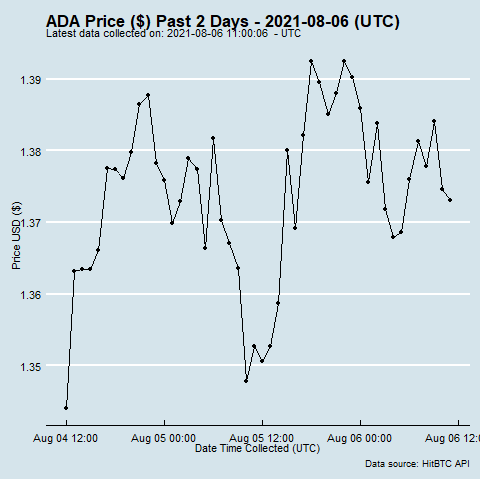 ADA Price ($) Past 2 Days - 2021-08-06 (UTC)
Latest data collected on: 2021-08-06 11:00:06  - UTC
1.39
1.38
1.37
1.36
1.35
Price USD ($)
Aug 04 12:00 Aug 05 00:00 Aug 05 12:00 Aug 06 00:00 Aug 06 12:0
Date Time Collected (UTC)
Data source: HitBTC API